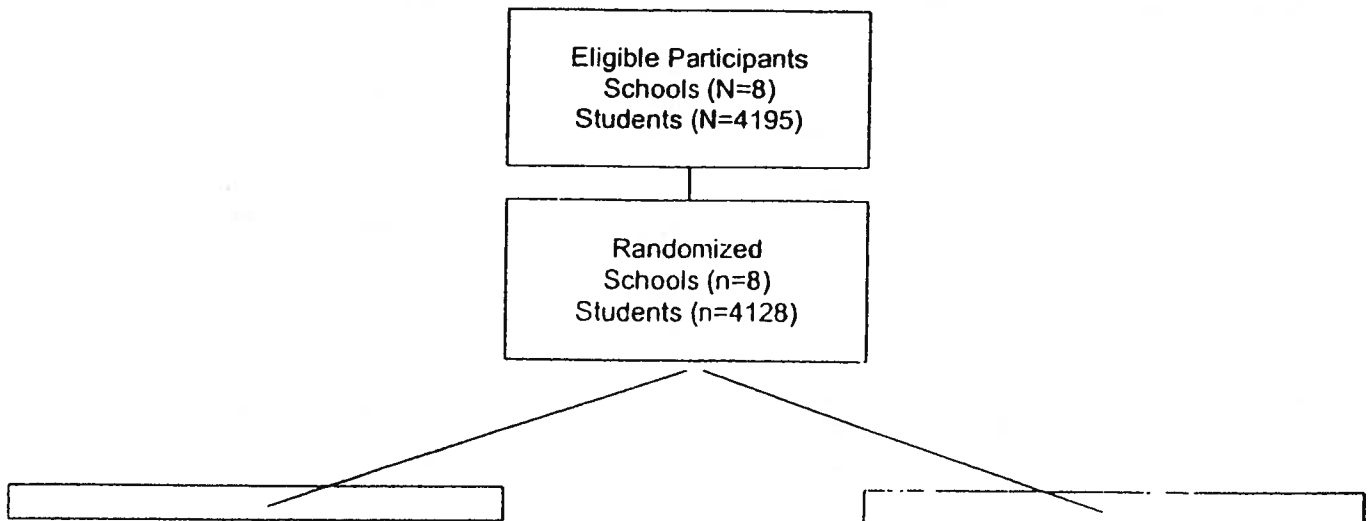 Eligible Participants
Schools (N=8)
Students (N=4195)
Randomized
Schools (n=8)
Students (n=4128)